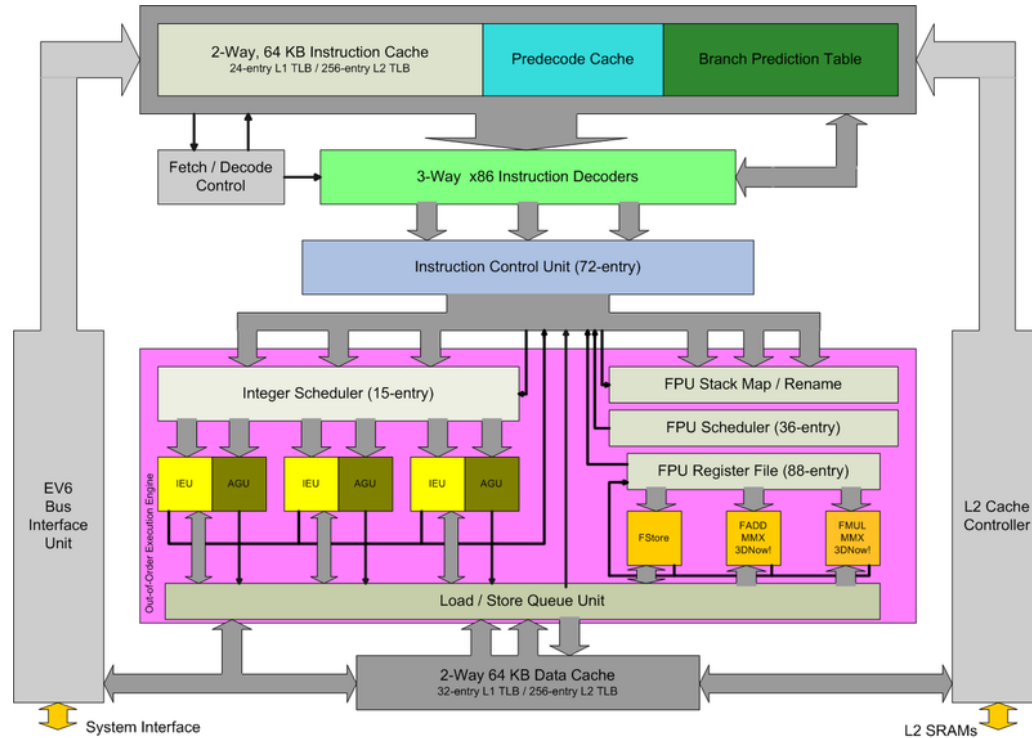 2-Way, 64 KB Instruction Cache
24-entry L1 TLB / 256-entry L2 TLB
Predecode Cache
Branch Prediction Table
Fetch / Decode
Control
3-Way x86 Instruction Decoders
Instruction Control Unit (72-entry)
Integer Scheduler (15-entry)
FPU Stack Map / Rename
FPU Scheduler (36-entry)
FPU Register File (88-entry)
IEU
AGU
IEU
AGU
IEU
AGU
FStore
FADD
MMX
3DNow!
FMUL
MMX
3DNow!
Out-of-Order Execution Engine
EV6
Bus
Interface
Unit
L2 Cache
Controller
Load / Store Queue Unit
2-Way 64 KB Data Cache
32-entry L1 TLB / 256-entry L2 TLB
System Interface
L2 SRAMs